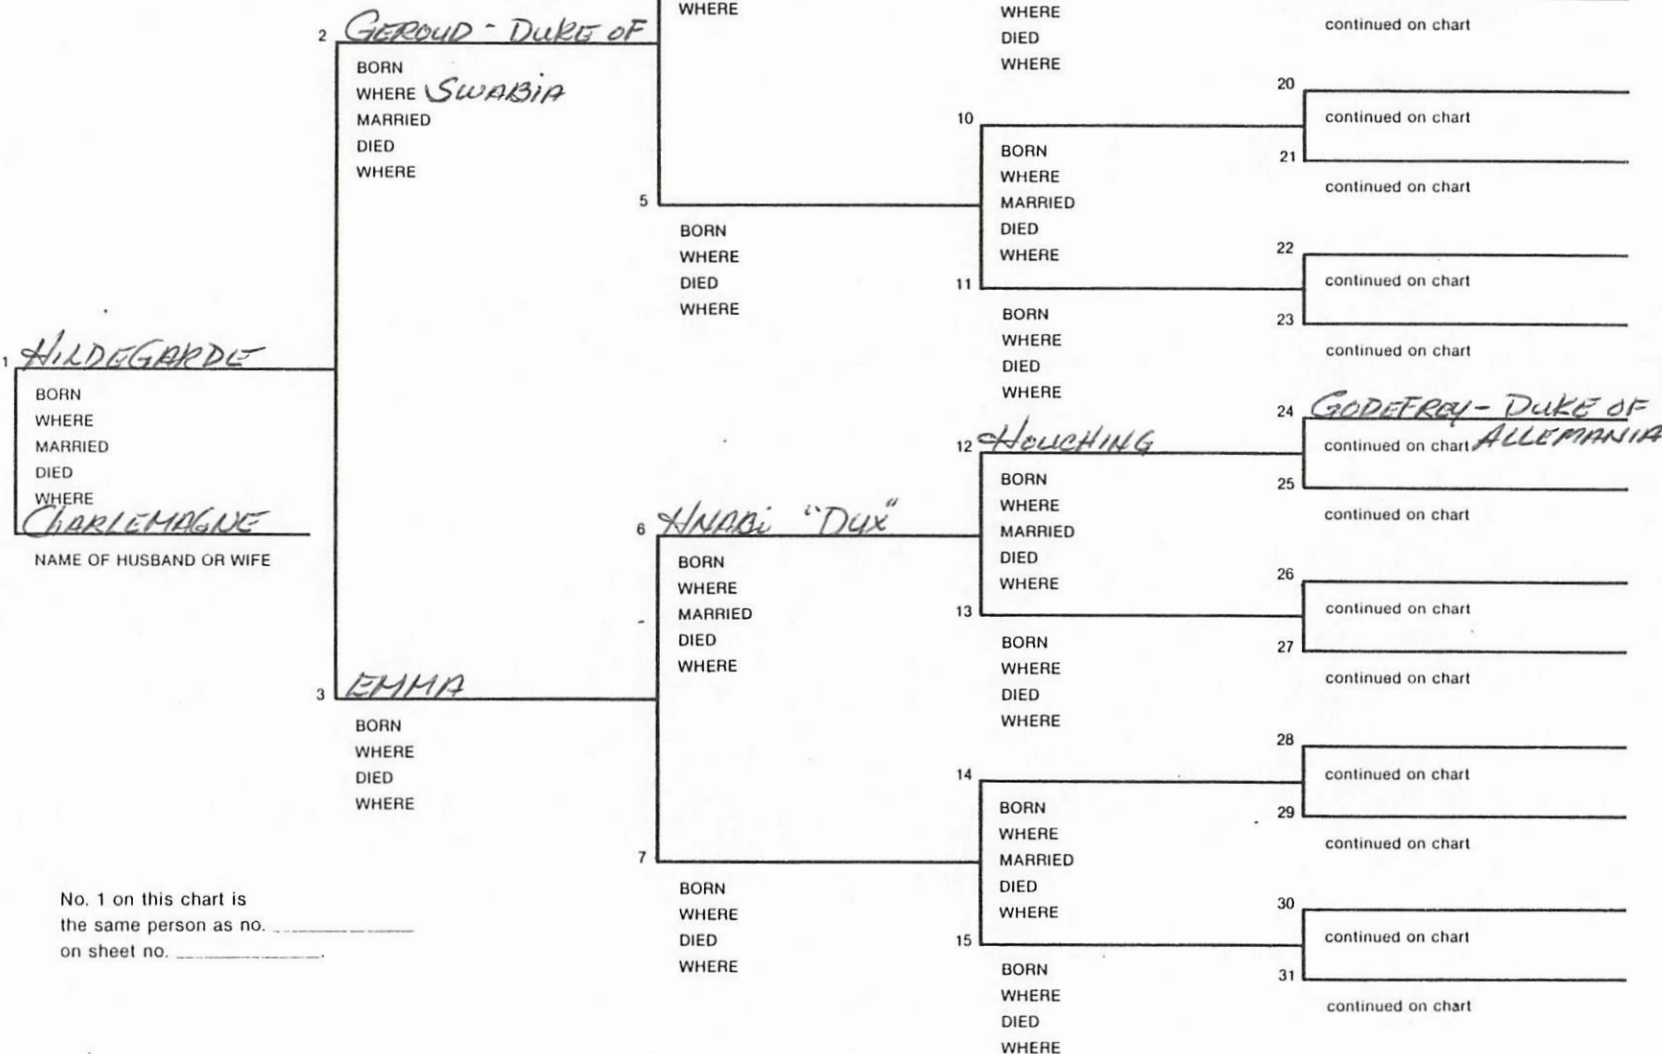 WHERE
WHERE
DIED
WHERE
continued on chart
2 GEROUD - DUKE OF
BORN
WHERE SWABIA
MARRIED
DIED
WHERE
20
continued on chart
21
continued on chart
10
BORN
WHERE
MARRIED
DIED
WHERE
5
BORN
WHERE
DIED
WHERE
22
continued on chart
23
continued on chart
11
BORN
WHERE
DIED
WHERE
1 HILDEGARDE
BORN
WHERE
MARRIED
DIED
WHERE
CHARLEMAGNE
NAME OF HUSBAND OR WIFE
24 GODEFREY - DUKE OF
continued on chart ALLEMANIA
25
continued on chart
12 HOUCHING
BORN
WHERE
MARRIED
DIED
WHERE
6 HNABi "DUX"
BORN
WHERE
MARRIED
DIED
WHERE
26
continued on chart
27
continued on chart
13
BORN
WHERE
DIED
WHERE
3 EMMA
BORN
WHERE
DIED
WHERE
28
continued on chart
29
continued on chart
14
BORN
WHERE
MARRIED
DIED
WHERE
7
BORN
WHERE
DIED
WHERE
30
continued on chart
31
continued on chart
15
BORN
WHERE
DIED
WHERE
No. 1 on this chart is
the same person as no.
on sheet no.